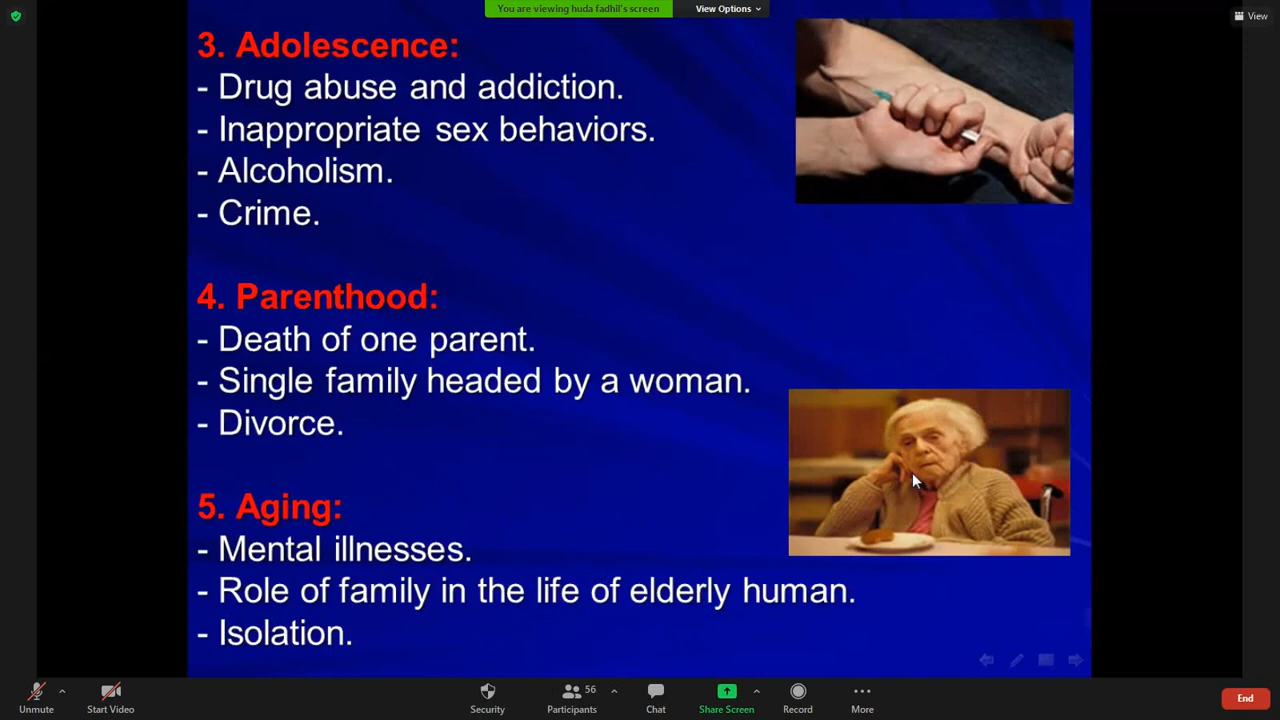 You are viewing huda fadhil's screen
View Options
View
3. Adolescence:
- Drug abuse and addiction.
- Inappropriate sex behaviors.
- Alcoholism.
- Crime.
4. Parenthood:
- Death of one parent.
- Single family headed by a woman.
- Divorce.
5. Aging:
- Mental illnesses.
- Role of family in the life of elderly human.
- Isolation.
Unmute
Start Video
Security
Participants
56
Chat
Share Screen
Record
More
End